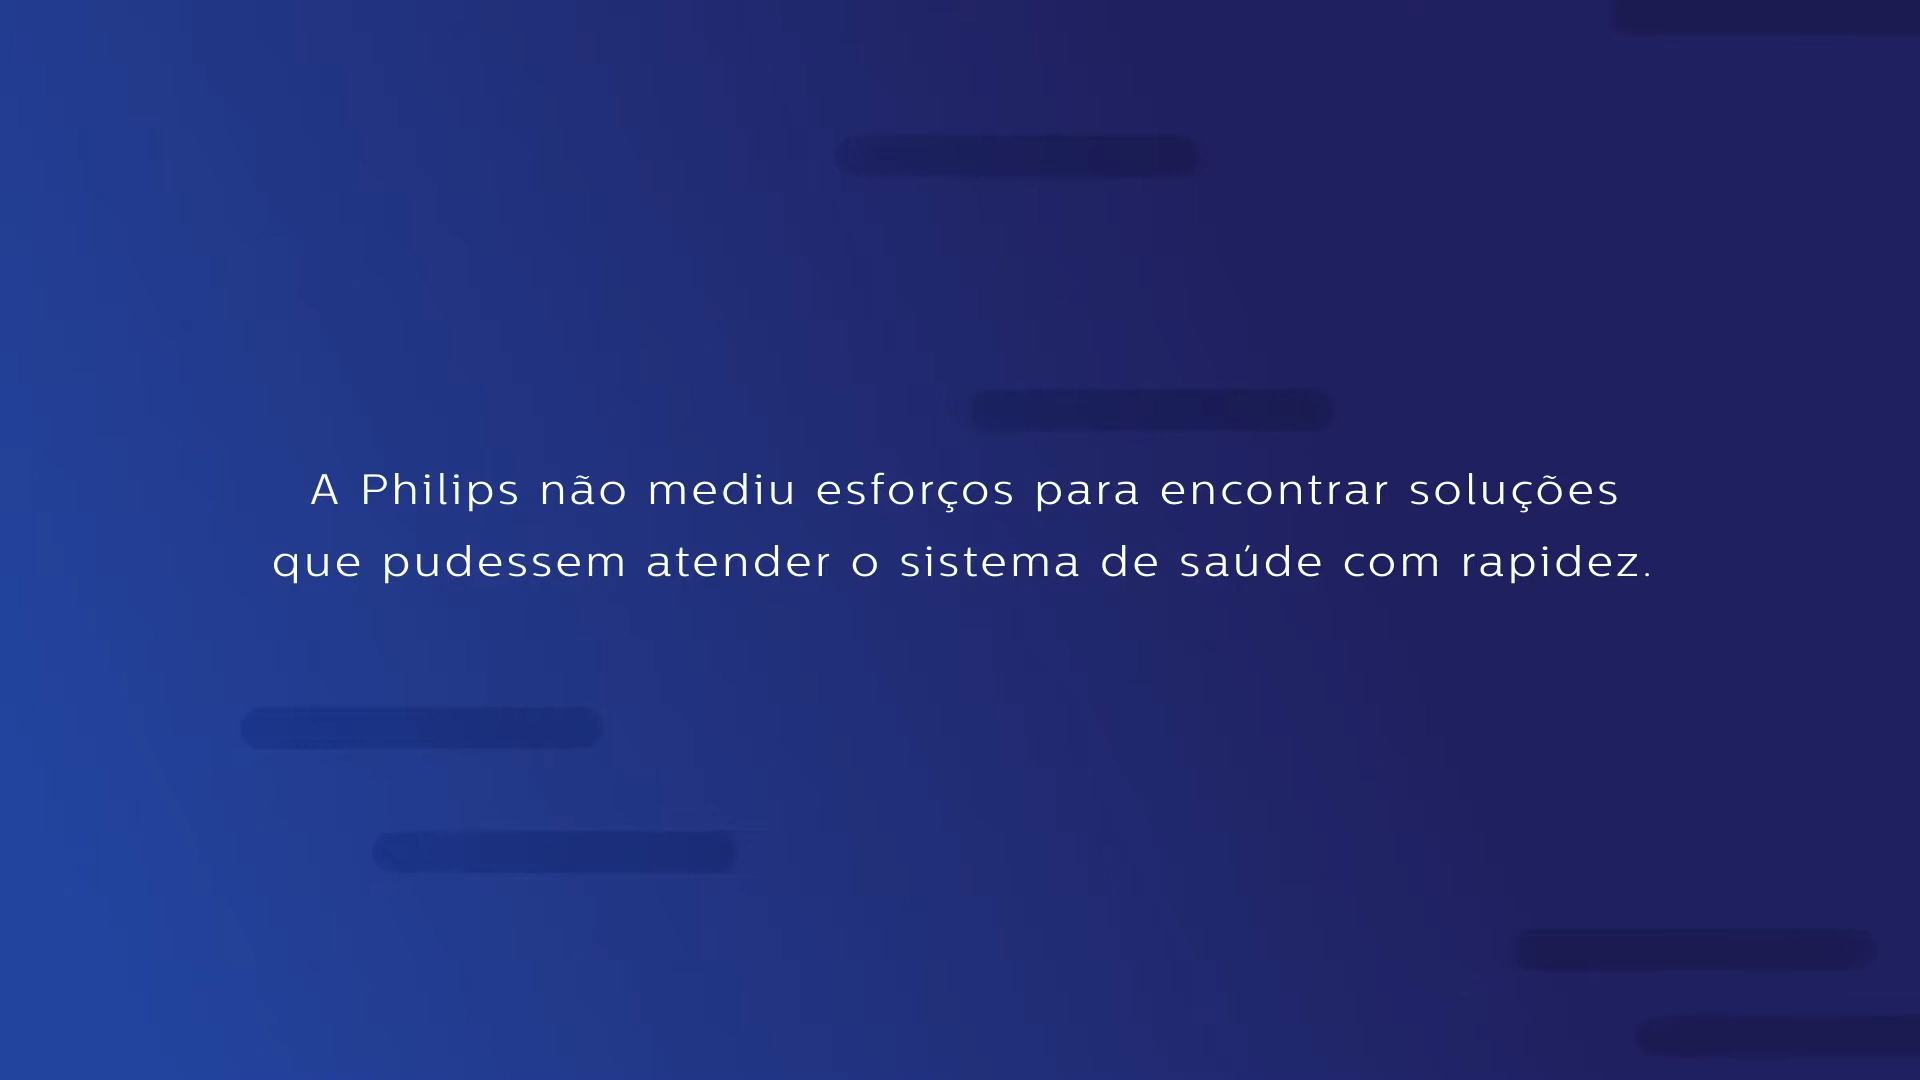 A Philips não mediu esforços para encontrar soluções
que pudessem atender o sistema de saúde com rapidez.